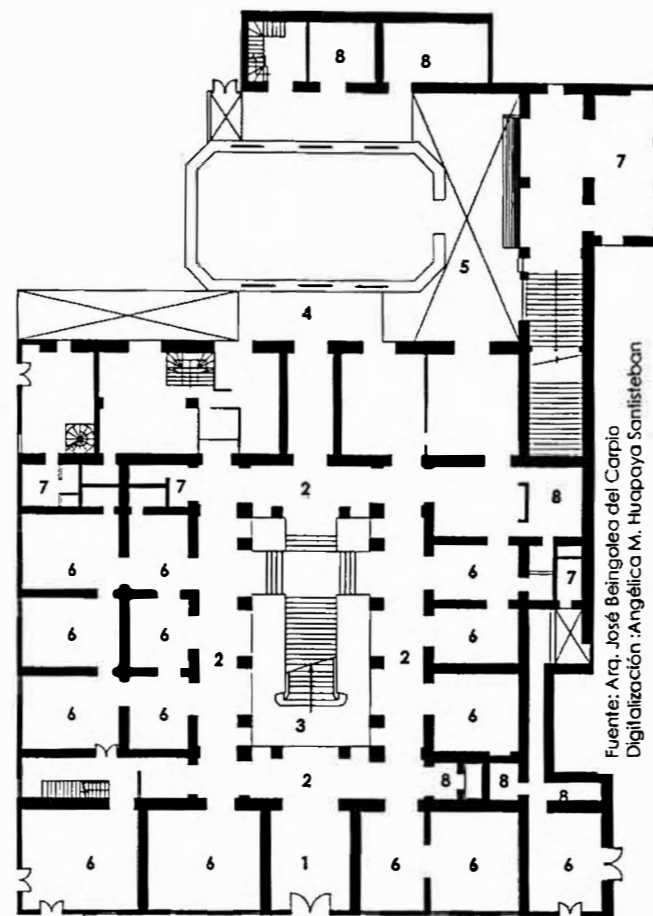 8 8
7
5
4
7 7 2 8
6 6 6 7
6 6 2 2 6
6 6 3 6
2 8 8 8
6 6 1 6 6 6
Fuente: Arq. José Beingolea del Carpio
Digitalización :Angélica M. Huapaya Santisteban